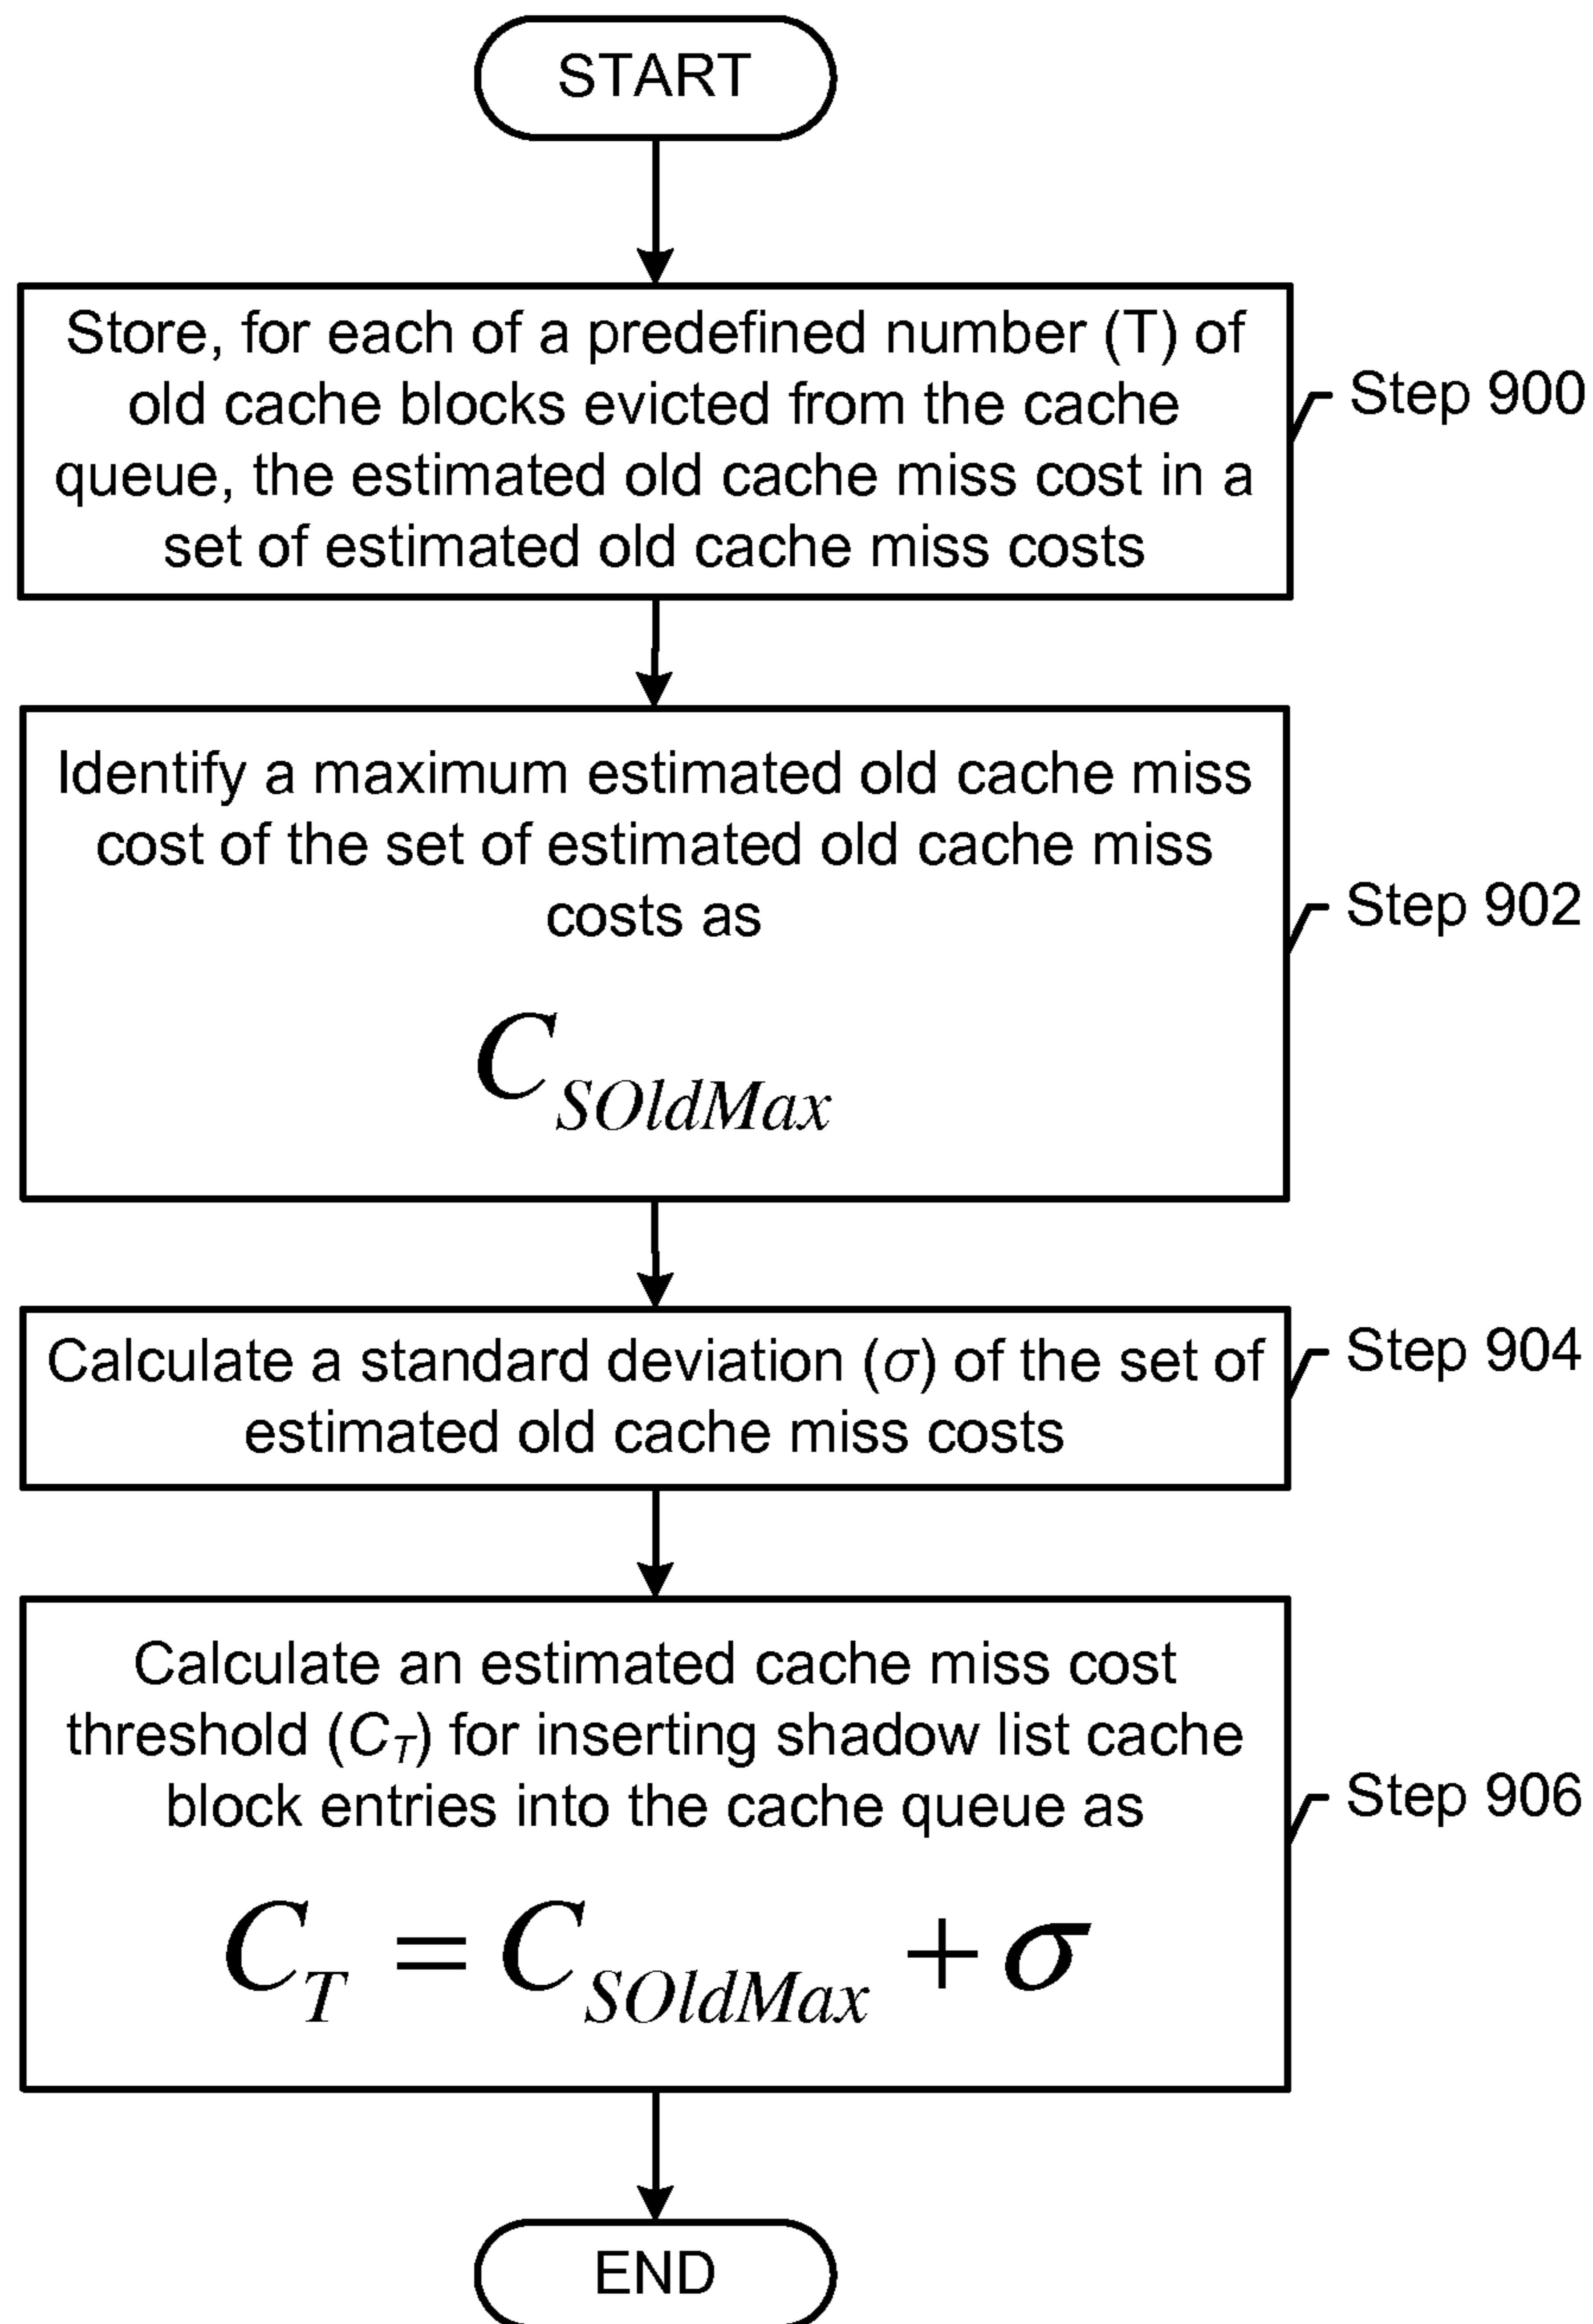 START
Store, for each of a predefined number (T) of
old cache blocks evicted from the cache
queue, the estimated old cache miss cost in a
set of estimated old cache miss costs
Step 900
Identify a maximum estimated old cache miss
cost of the set of estimated old cache miss
costs as
C_{SOldMax}
Step 902
Calculate a standard deviation (σ) of the set of
estimated old cache miss costs
Step 904
Calculate an estimated cache miss cost
threshold (C_T) for inserting shadow list cache
block entries into the cache queue as
C_T = C_{SOldMax} + σ
Step 906
END